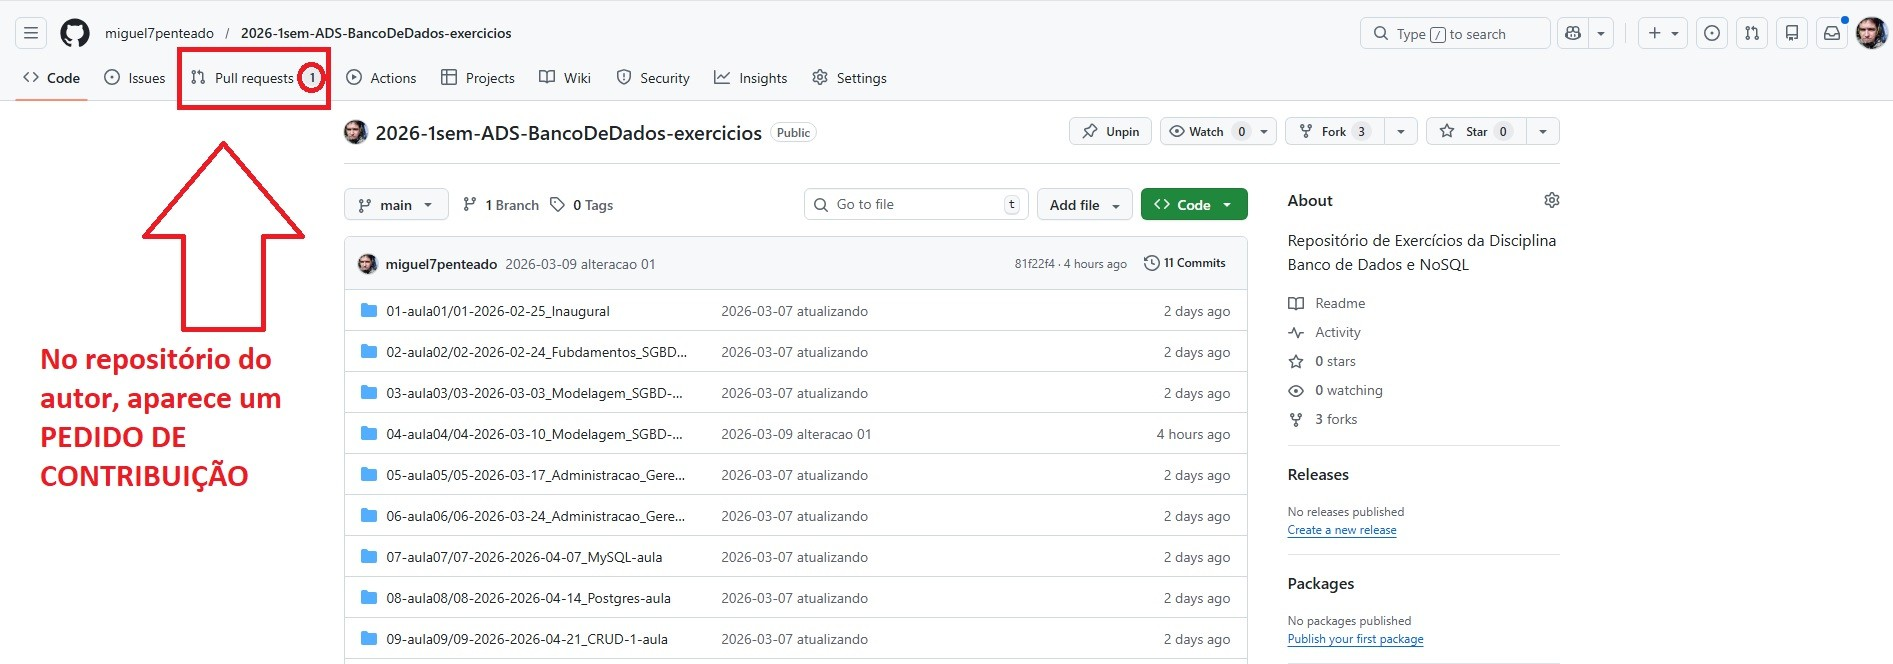 miguel7penteado / 2026-1sem-ADS-BancoDeDados-exercicios
Type / to search
Code Issues Pull requests 1 Actions Projects Wiki Security Insights Settings
2026-1sem-ADS-BancoDeDados-exercicios Public
Unpin Watch 0 Fork 3 Star 0
main 1 Branch 0 Tags Go to file t Add file Code
miguel7penteado 2026-03-09 alteracao 01 81f22f4 · 4 hours ago 11 Commits
01-aula01/01-2026-02-25_Inaugural 2026-03-07 atualizando 2 days ago
02-aula02/02-2026-02-24_Fubdamentos_SGBD... 2026-03-07 atualizando 2 days ago
03-aula03/03-2026-03-03_Modelagem_SGBD-... 2026-03-07 atualizando 2 days ago
04-aula04/04-2026-03-10_Modelagem_SGBD-... 2026-03-09 alteracao 01 4 hours ago
05-aula05/05-2026-03-17_Administracao_Gere... 2026-03-07 atualizando 2 days ago
06-aula06/06-2026-03-24_Administracao_Gere... 2026-03-07 atualizando 2 days ago
07-aula07/07-2026-2026-04-07_MySQL-aula 2026-03-07 atualizando 2 days ago
08-aula08/08-2026-2026-04-14_Postgres-aula 2026-03-07 atualizando 2 days ago
09-aula09/09-2026-2026-04-21_CRUD-1-aula 2026-03-07 atualizando 2 days ago
About
Repositório de Exercícios da Disciplina
Banco de Dados e NoSQL
Readme
Activity
0 stars
0 watching
3 forks
Releases
No releases published
Create a new release
Packages
No packages published
Publish your first package
No repositório do
autor, aparece um
PEDIDO DE
CONTRIBUIÇÃO